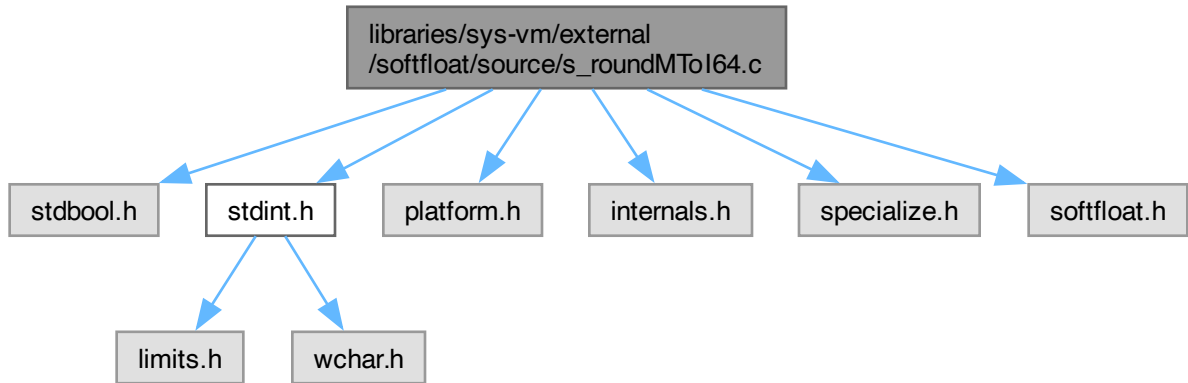 libraries/sys-vm/external
/softfloat/source/s_roundMToI64.c
stdbool.h
stdint.h
platform.h
internals.h
specialize.h
softfloat.h
limits.h
wchar.h